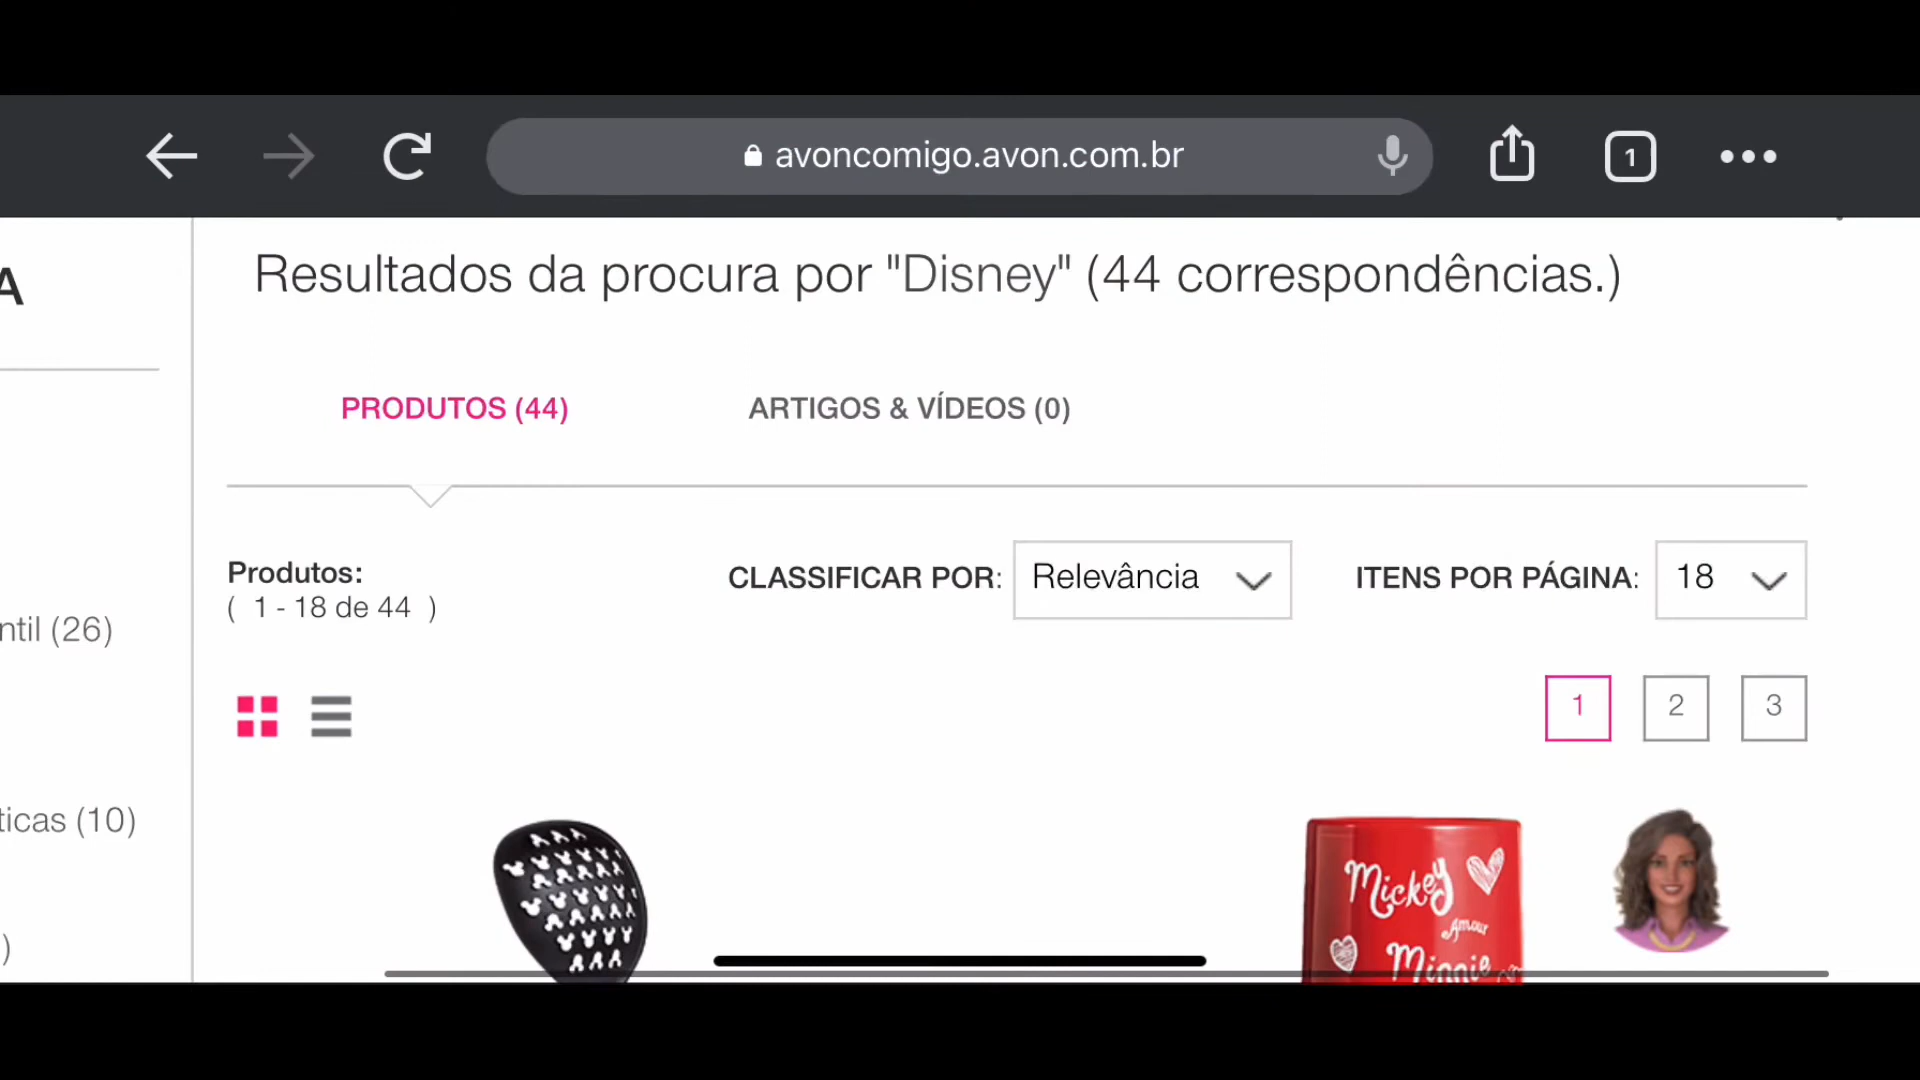 avoncomigo.avon.com.br
1
A
Resultados da procura por "Disney" (44 correspondências.)
PRODUTOS (44)
ARTIGOS & VÍDEOS (0)
Produtos:
( 1 - 18 de 44 )
CLASSIFICAR POR: Relevância
ITENS POR PÁGINA: 18
ntil (26)
1 2 3
ticas (10)
)
Mickey
Amour
Minnie